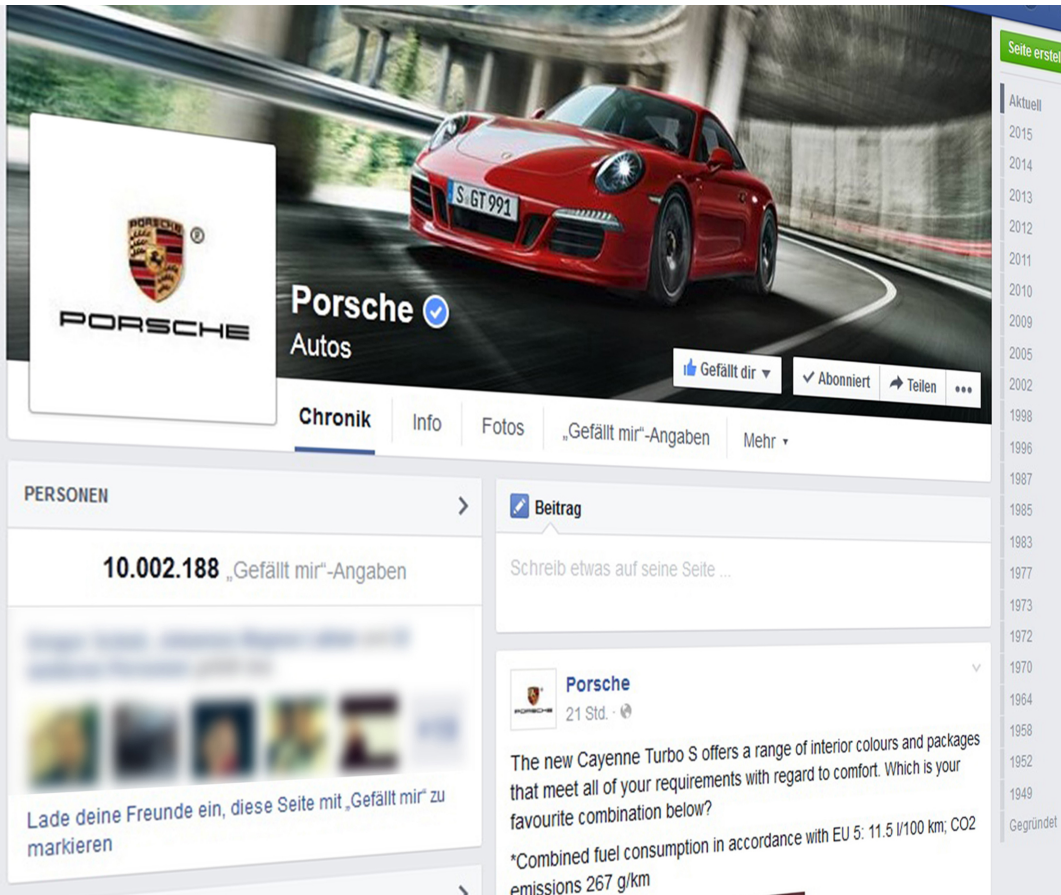 Seite erstel
Aktuell
2015
2014
2013
2012
2011
2010
2009
2005
2002
1998
1996
1987
1985
1983
1977
1973
1972
1970
1964
1958
1952
1949
Gegründet
S GT 991
PORSCHE
®
PORSCHE
Porsche
Autos
Gefällt dir
Abonniert
Teilen
Chronik
Info
Fotos
„Gefällt mir“-Angaben
Mehr
PERSONEN
10.002.188 „Gefällt mir“-Angaben
Lade deine Freunde ein, diese Seite mit „Gefällt mir“ zu
markieren
Beitrag
Schreib etwas auf seine Seite ...
PORSCHE
Porsche
21 Std. ·
The new Cayenne Turbo S offers a range of interior colours and packages
that meet all of your requirements with regard to comfort. Which is your
favourite combination below?
*Combined fuel consumption in accordance with EU 5: 11.5 l/100 km; CO2
emissions 267 g/km